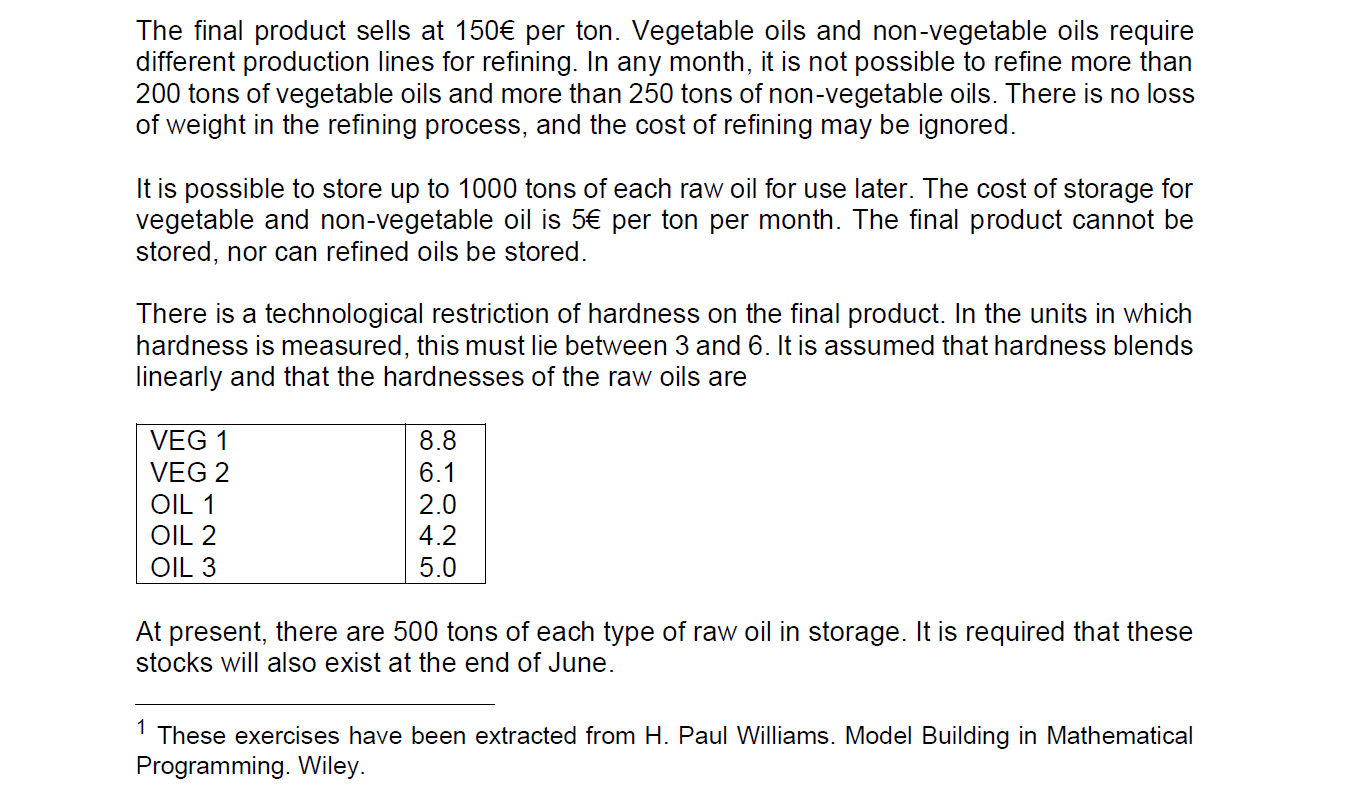 The final product sells at 150€ per ton. Vegetable oils and non-vegetable oils require
different production lines for refining. In any month, it is not possible to refine more than
200 tons of vegetable oils and more than 250 tons of non-vegetable oils. There is no loss
of weight in the refining process, and the cost of refining may be ignored.
It is possible to store up to 1000 tons of each raw oil for use later. The cost of storage for
vegetable and non-vegetable oil is 5€ per ton per month. The final product cannot be
stored, nor can refined oils be stored.
There is a technological restriction of hardness on the final product. In the units in which
hardness is measured, this must lie between 3 and 6. It is assumed that hardness blends
linearly and that the hardnesses of the raw oils are
VEG 1 8.8
VEG 2 6.1
OIL 1 2.0
OIL 2 4.2
OIL 3 5.0
At present, there are 500 tons of each type of raw oil in storage. It is required that these
stocks will also exist at the end of June.
1 These exercises have been extracted from H. Paul Williams. Model Building in Mathematical
Programming. Wiley.